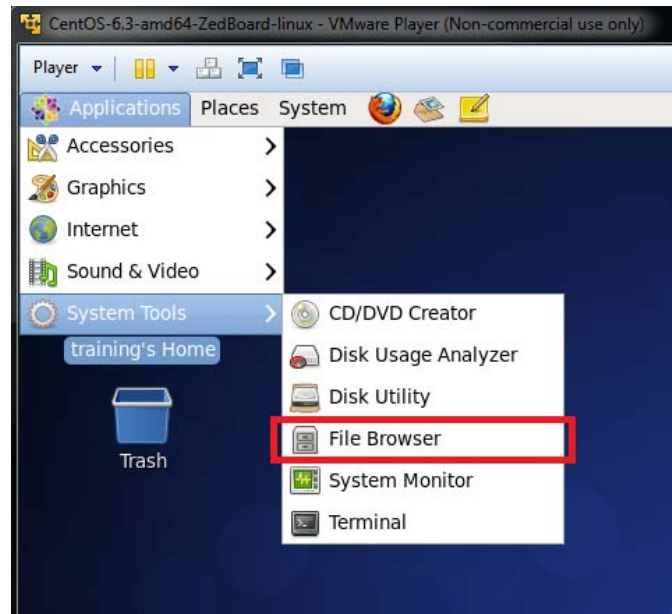 CentOS-6.3-amd64-ZedBoard-linux - VMware Player (Non-commercial use only)
Player
Applications Places System
Accessories
Graphics
Internet
Sound & Video
System Tools
CD/DVD Creator
training's Home
Disk Usage Analyzer
Disk Utility
File Browser
Trash
System Monitor
Terminal